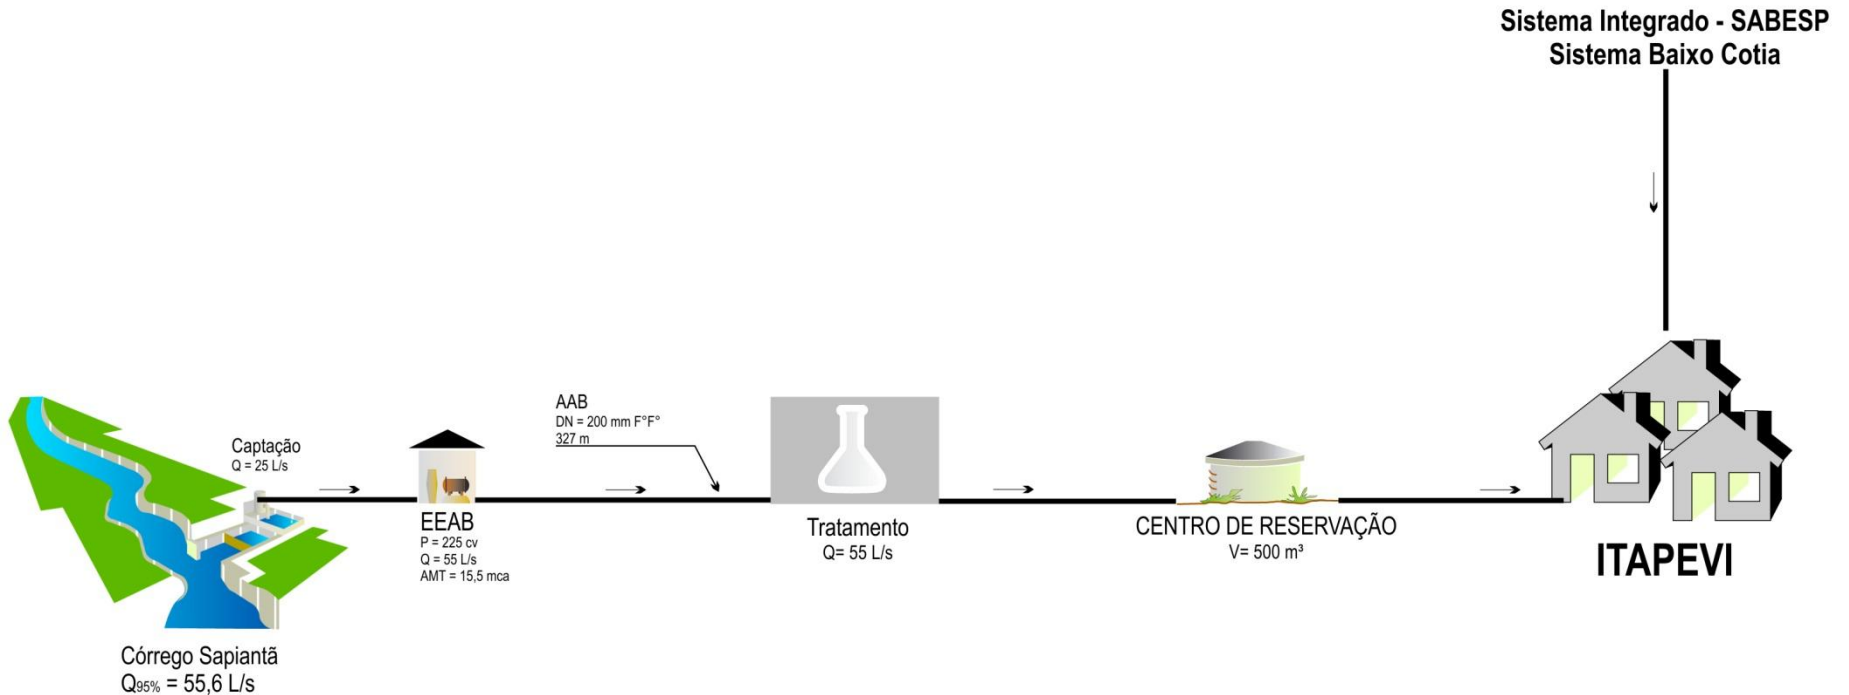 Sistema Integrado - SABESP
Sistema Baixo Cotia
Captação
Q = 25 L/s
EEAB
P = 225 cv
Q = 55 L/s
AMT = 15,5 mca
AAB
DN = 200 mm F°F°
327 m
Tratamento
Q= 55 L/s
CENTRO DE RESERVAÇÃO
V= 500 m³
ITAPEVI
Córrego Sapiantã
Q95% = 55,6 L/s